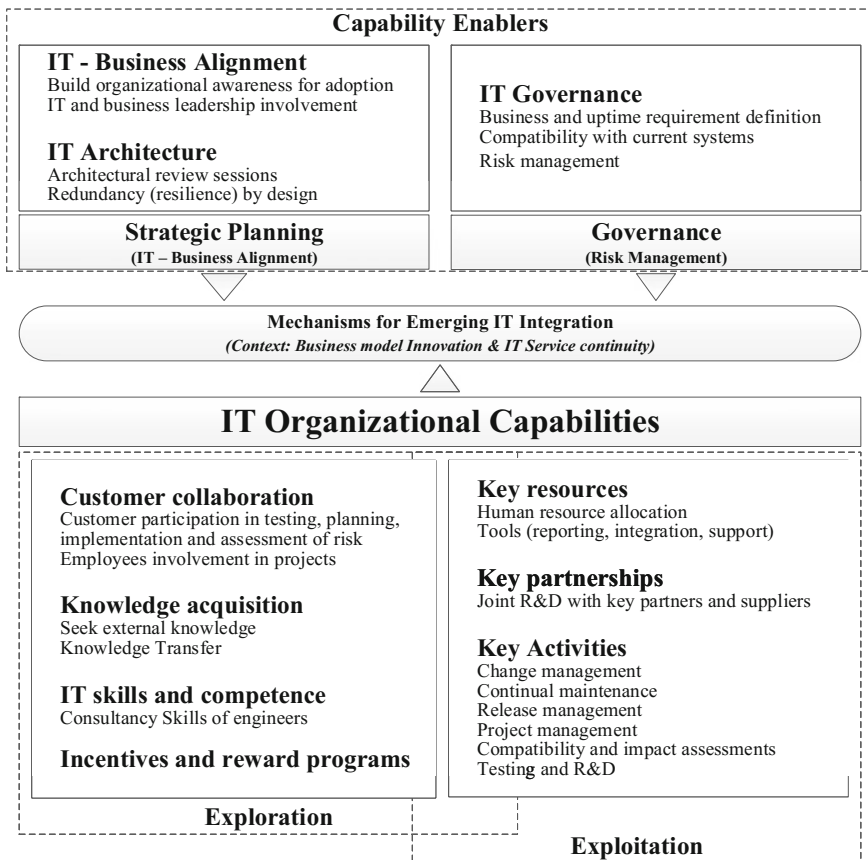 Capability Enablers
IT - Business Alignment
Build organizational awareness for adoption
IT and business leadership involvement
IT Architecture
Architectural review sessions
Redundancy (resilience) by design
Strategic Planning
(IT – Business Alignment)
IT Governance
Business and uptime requirement definition
Compatibility with current systems
Risk management
Governance
(Risk Management)
Mechanisms for Emerging IT Integration
(Context: Business model Innovation & IT Service continuity)
IT Organizational Capabilities
Customer collaboration
Customer participation in testing, planning,
implementation and assessment of risk
Employees involvement in projects
Knowledge acquisition
Seek external knowledge
Knowledge Transfer
IT skills and competence
Consultancy Skills of engineers
Incentives and reward programs
Exploration
Key resources
Human resource allocation
Tools (reporting, integration, support)
Key partnerships
Joint R&D with key partners and suppliers
Key Activities
Change management
Continual maintenance
Release management
Project management
Compatibility and impact assessments
Testing and R&D
Exploitation